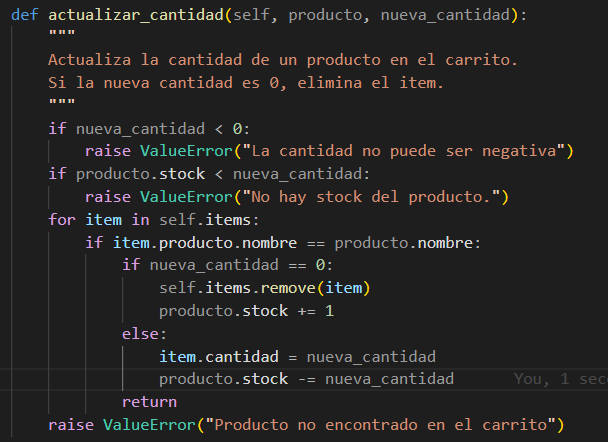 def actualizar_cantidad(self, producto, nueva_cantidad):
    """
    Actualiza la cantidad de un producto en el carrito.
    Si la nueva cantidad es 0, elimina el item.
    """
    if nueva_cantidad < 0:
        raise ValueError("La cantidad no puede ser negativa")
    if producto.stock < nueva_cantidad:
        raise ValueError("No hay stock del producto.")
    for item in self.items:
        if item.producto.nombre == producto.nombre:
            if nueva_cantidad == 0:
                self.items.remove(item)
                producto.stock += 1
            else:
                item.cantidad = nueva_cantidad
                producto.stock -= nueva_cantidad    You, 1 sec
            return
    raise ValueError("Producto no encontrado en el carrito")